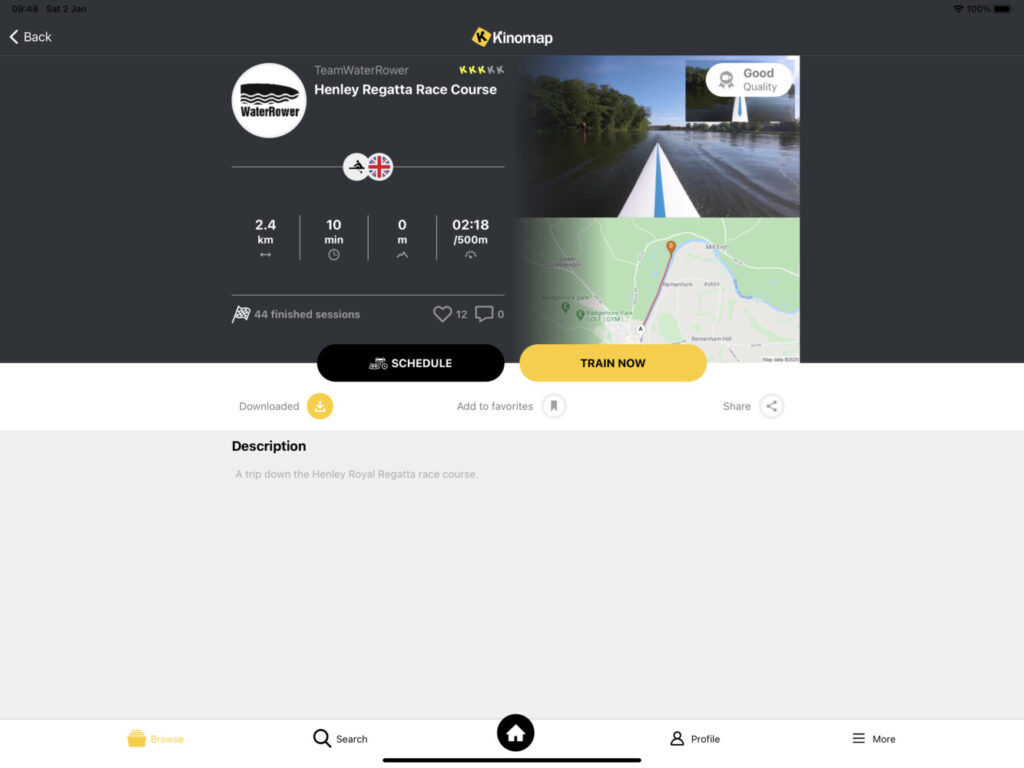 09:48 Sat 2 Jan
100%
Back
Kinomap
TeamWaterRower
Henley Regatta Race Course
WaterRower
Good
Quality
2.4
km
10
min
0
m
02:18
/500m
44 finished sessions
12
0
Mill End
Lower
Assendon
Remenham
Aston
Badgemore park
Badgemore Park
GOLF | GYM |
A
B
Remenham Hill
Map data ©2020
SCHEDULE
TRAIN NOW
Downloaded
Add to favorites
Share
Description
A trip down the Henley Royal Regatta race course.
Browse
Search
Profile
More